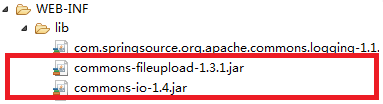 WEB-INF
lib
com.springsource.org.apache.commons.logging-1.1.
commons-fileupload-1.3.1.jar
commons-io-1.4.jar